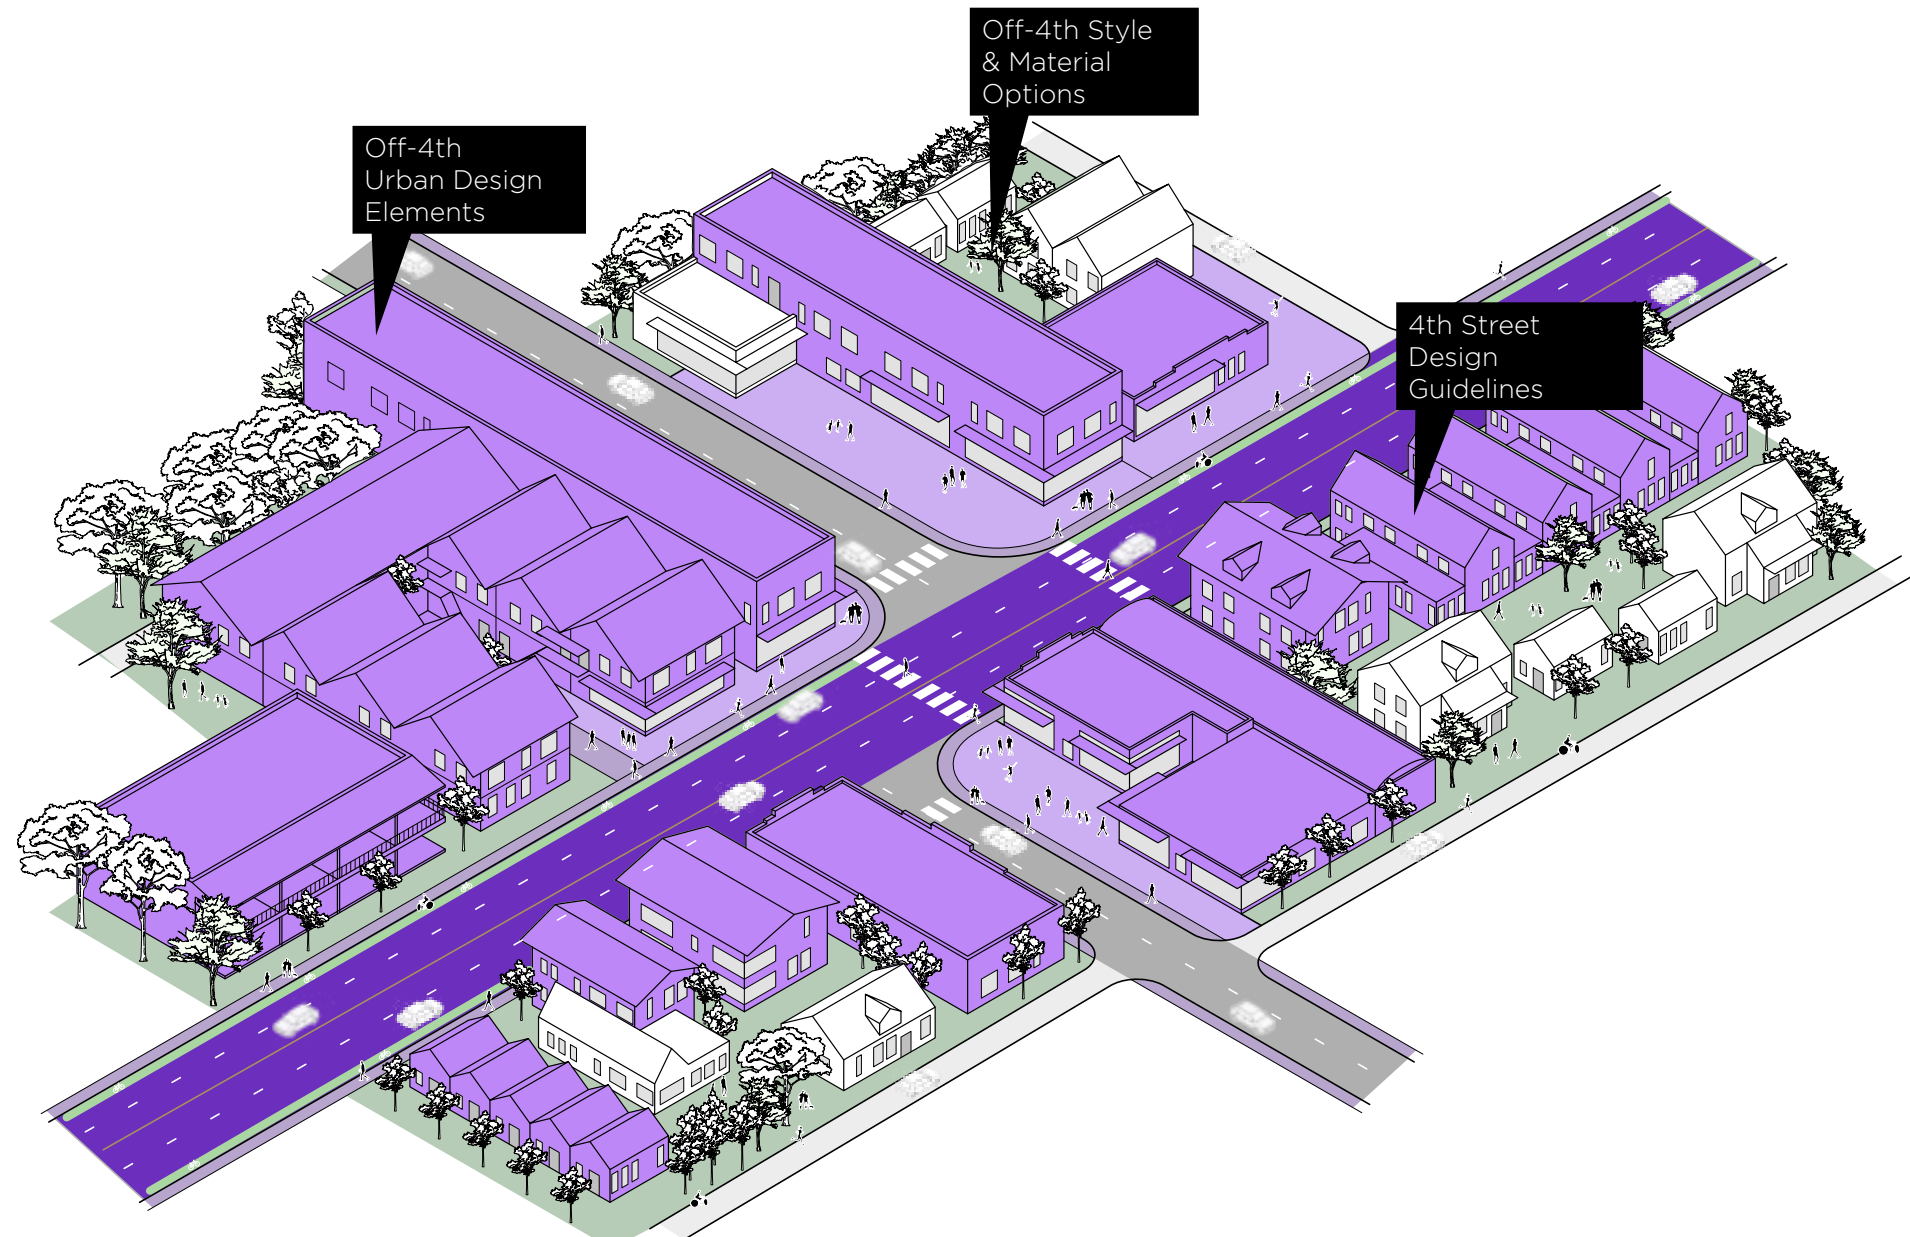 Off-4th Style
& Material
Options
Off-4th
Urban Design
Elements
4th Street
Design
Guidelines